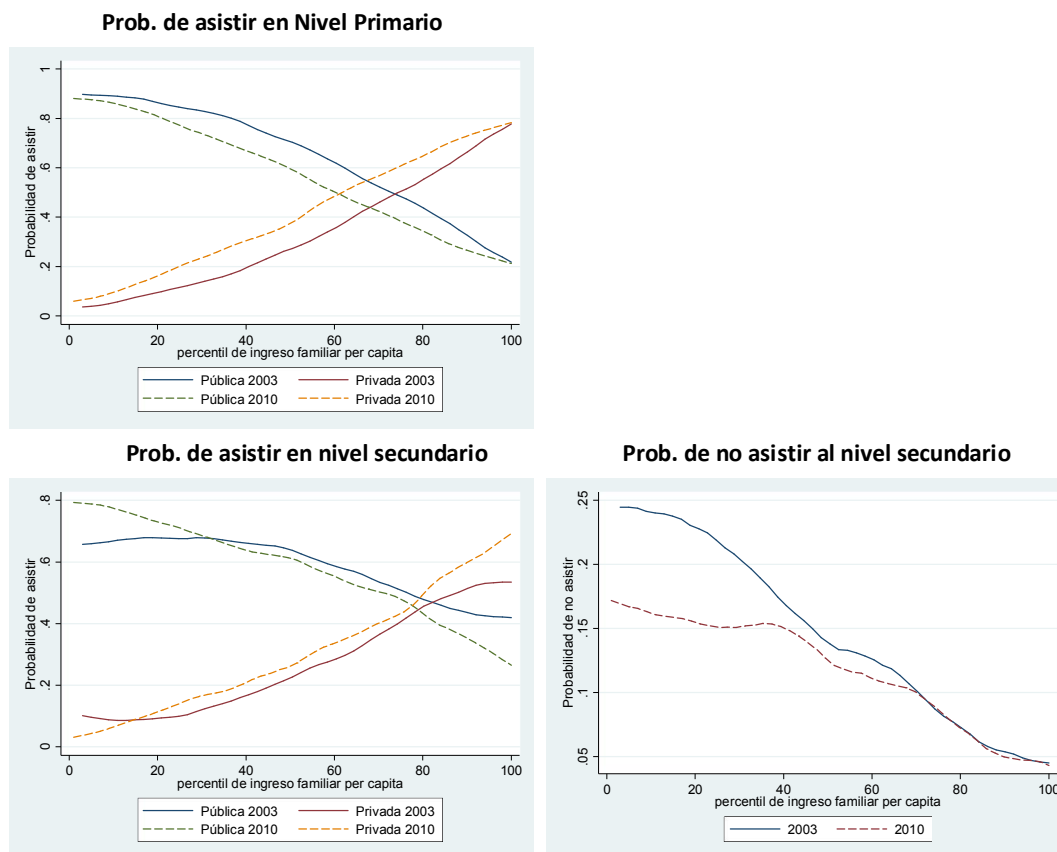 Prob. de asistir en Nivel Primario
Probabilidad de asistir
1
.8
.6
.4
.2
0
0 20 40 60 80 100
percentil de ingreso familiar per capita
Pública 2003 Privada 2003
Pública 2010 Privada 2010
Prob. de asistir en nivel secundario
Probabilidad de asistir
.8
.6
.4
.2
0
0 20 40 60 80 100
percentil de ingreso familiar per capita
Pública 2003 Privada 2003
Pública 2010 Privada 2010
Prob. de no asistir al nivel secundario
Probabilidad de no asistir
.25
.2
.15
.1
.05
0 20 40 60 80 100
percentil de ingreso familiar per capita
2003 2010